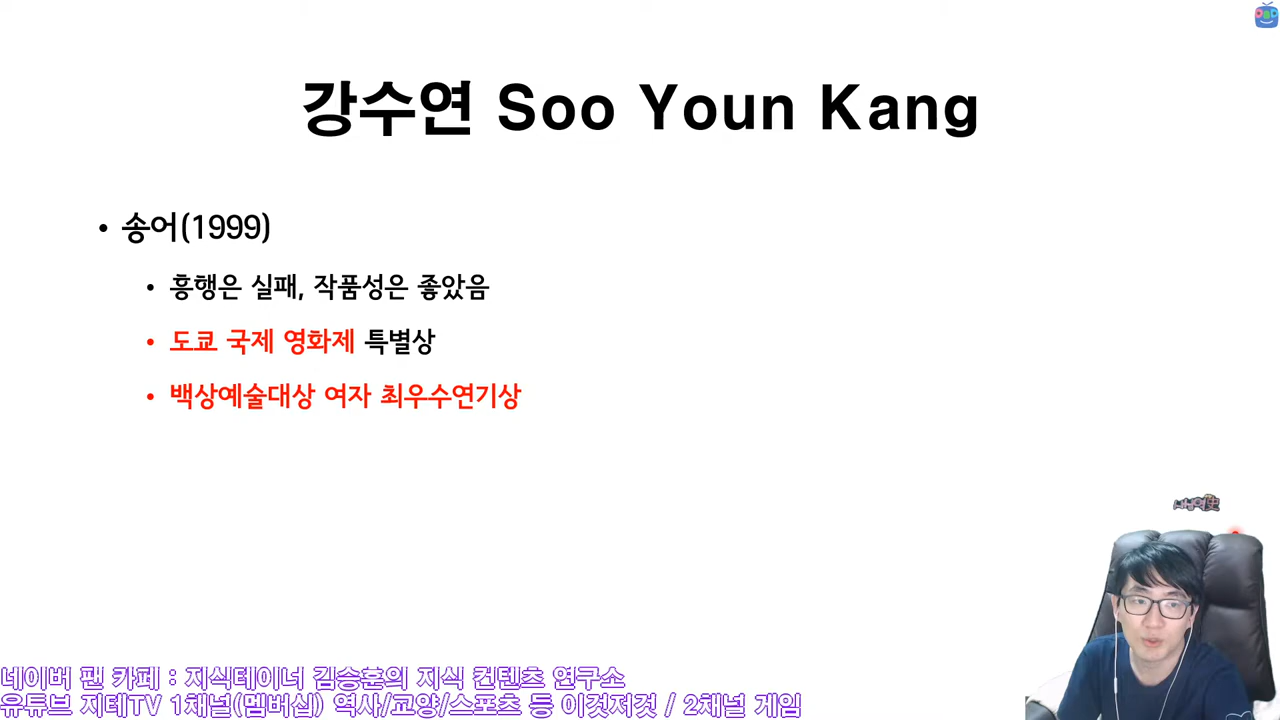 강수연 Soo Youn Kang
• 송어(1999)
• 흥행은 실패, 작품성은 좋았음
• 도쿄 국제 영화제 특별상
• 백상예술대상 여자 최우수연기상
네이버 팬 카페 : 지식테이너 김승훈의 지식 컨텐츠 연구소
유튜브 지테TV 1채널(멤버십) 역사/교양/스포츠 등 이것저것 / 2채널 게임